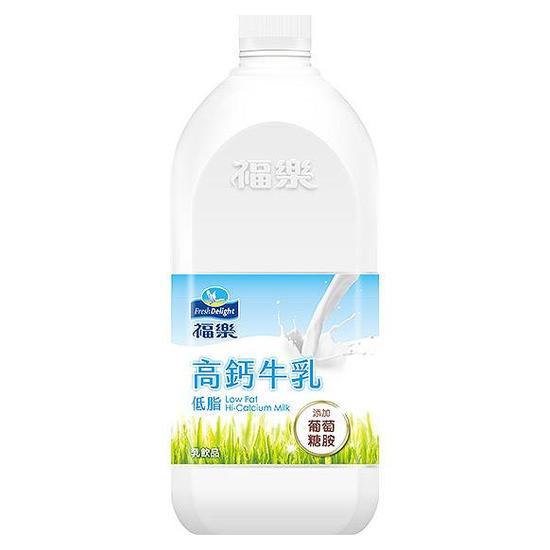 福樂
FreshDelight
福樂
高鈣牛乳
低脂 Low Fat
Hi-Calcium Milk
添加
葡萄
糖胺
乳飲品